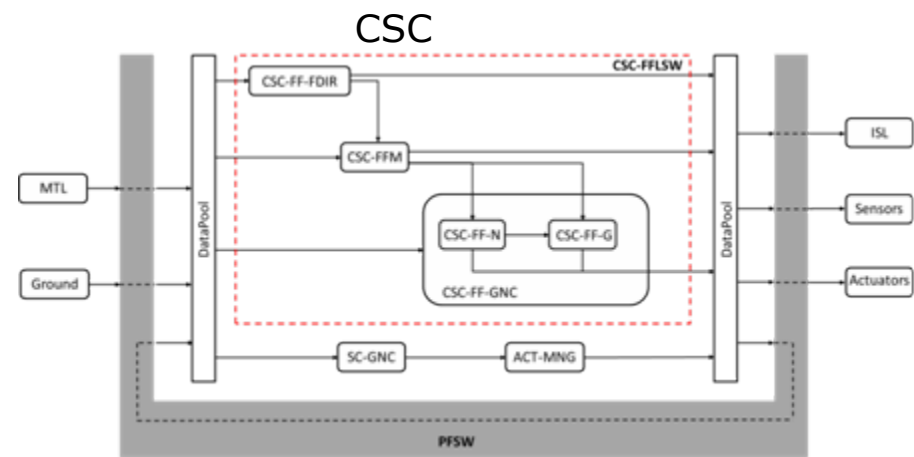 CSC
CSC-FFLSW
CSC-FF-FDIR
CSC-FFM
ISL
MTL
DataPool
DataPool
Sensors
CSC-FF-N
CSC-FF-G
Ground
CSC-FF-GNC
Actuators
SC-GNC
ACT-MNG
PFSW